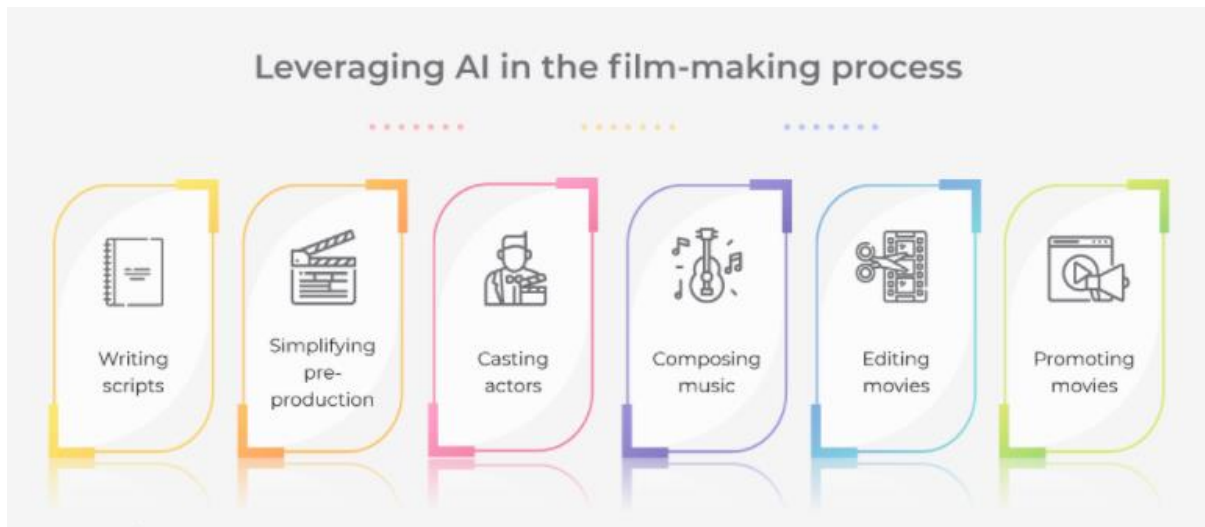 Leveraging AI in the film-making process
Writing
scripts
Simplifying
pre-
production
Casting
actors
Composing
music
Editing
movies
Promoting
movies